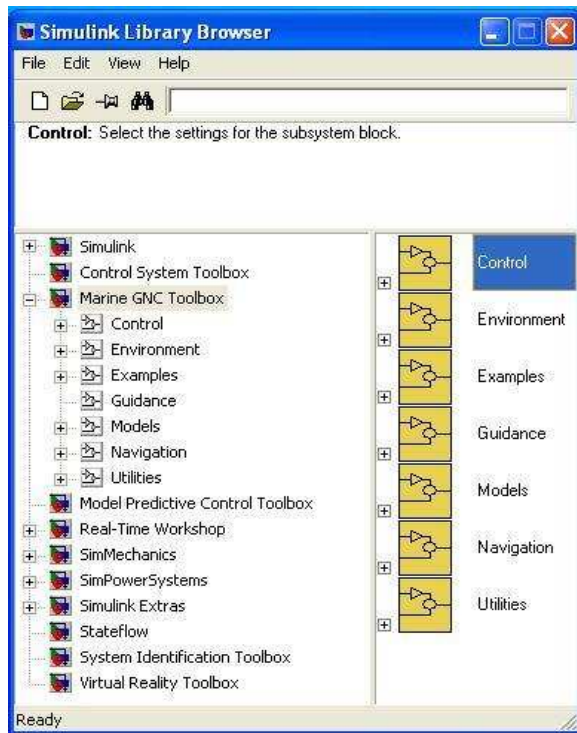 Simulink Library Browser
File Edit View Help
Control: Select the settings for the subsystem block.
Simulink
Control System Toolbox
Marine GNC Toolbox
Control
Environment
Examples
Guidance
Models
Navigation
Utilities
Model Predictive Control Toolbox
Real-Time Workshop
SimMechanics
SimPowerSystems
Simulink Extras
Stateflow
System Identification Toolbox
Virtual Reality Toolbox
Control
Environment
Examples
Guidance
Models
Navigation
Utilities
Ready